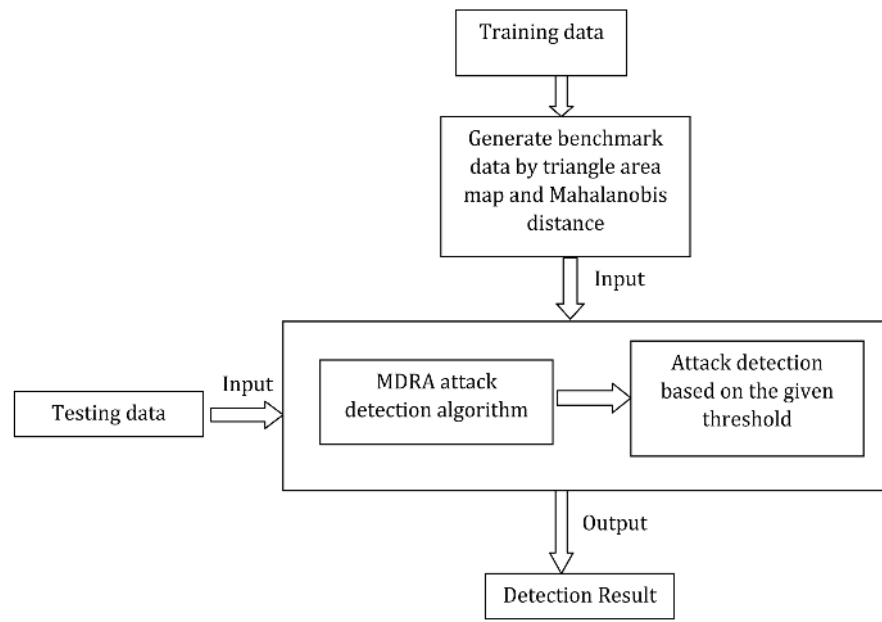 Training data
Generate benchmark
data by triangle area
map and Mahalanobis
distance
Input
Input
Testing data
MDRA attack
detection algorithm
Attack detection
based on the given
threshold
Output
Detection Result